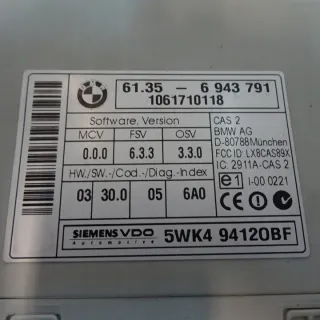 61.35 - 6 943 791
1061710118
Software. Version
MCV FSV OSV
0.0.0 6.3.3 3.3.0
HW./SW.-/Cod./Diag.-Index
03 30.0 05 6A0
CAS 2
BMW AG
D-80788München
FCC ID: LX8CAS89X
IC: 2911A-CAS 2
e1 I-00 0221
SIEMENS VDO
Automotive
5WK4 94120BF